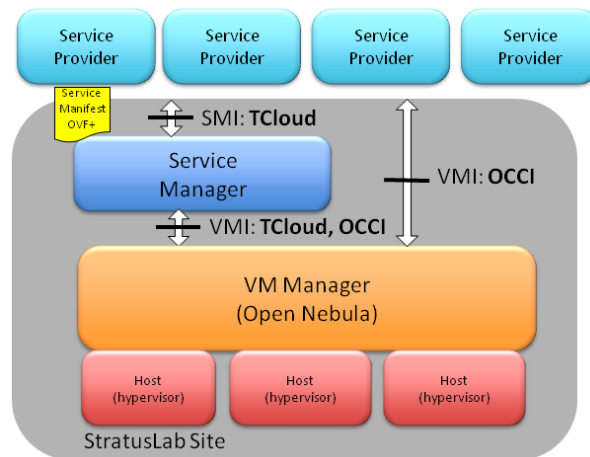 Service
Provider
Service
Provider
Service
Provider
Service
Provider
Service
Manifest
OVF+
SMI: TCloud
Service
Manager
VMI: OCCI
VMI: TCloud, OCCI
VM Manager
(Open Nebula)
Host
(hypervisor)
Host
(hypervisor)
Host
(hypervisor)
StratusLab Site